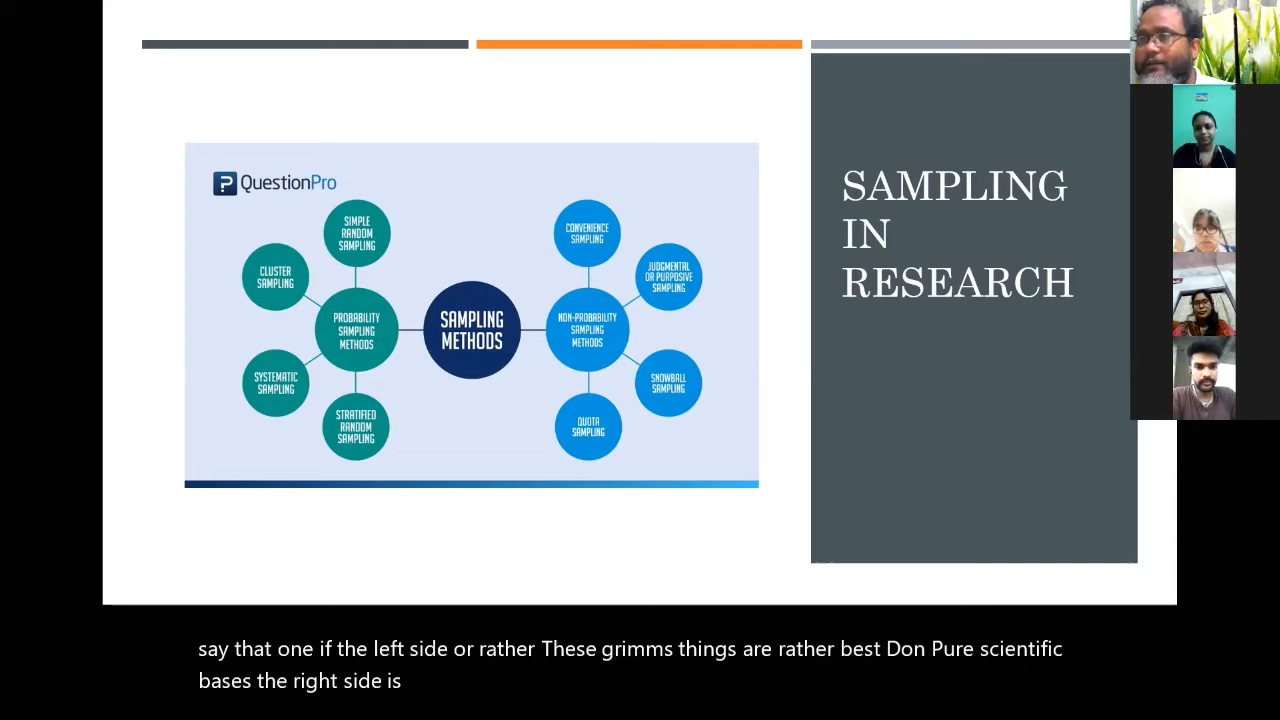 QuestionPro
SIMPLE
RANDOM
SAMPLING
CLUSTER
SAMPLING
PROBABILITY
SAMPLING
METHODS
SYSTEMATIC
SAMPLING
STRATIFIED
RANDOM
SAMPLING
SAMPLING
METHODS
CONVENIENCE
SAMPLING
JUDGMENTAL
OR PURPOSIVE
SAMPLING
NON-PROBABILITY
SAMPLING
METHODS
SNOWBALL
SAMPLING
QUOTA
SAMPLING
SAMPLING
IN
RESEARCH
say that one if the left side or rather These grimms things are rather best Don Pure scientific
bases the right side is